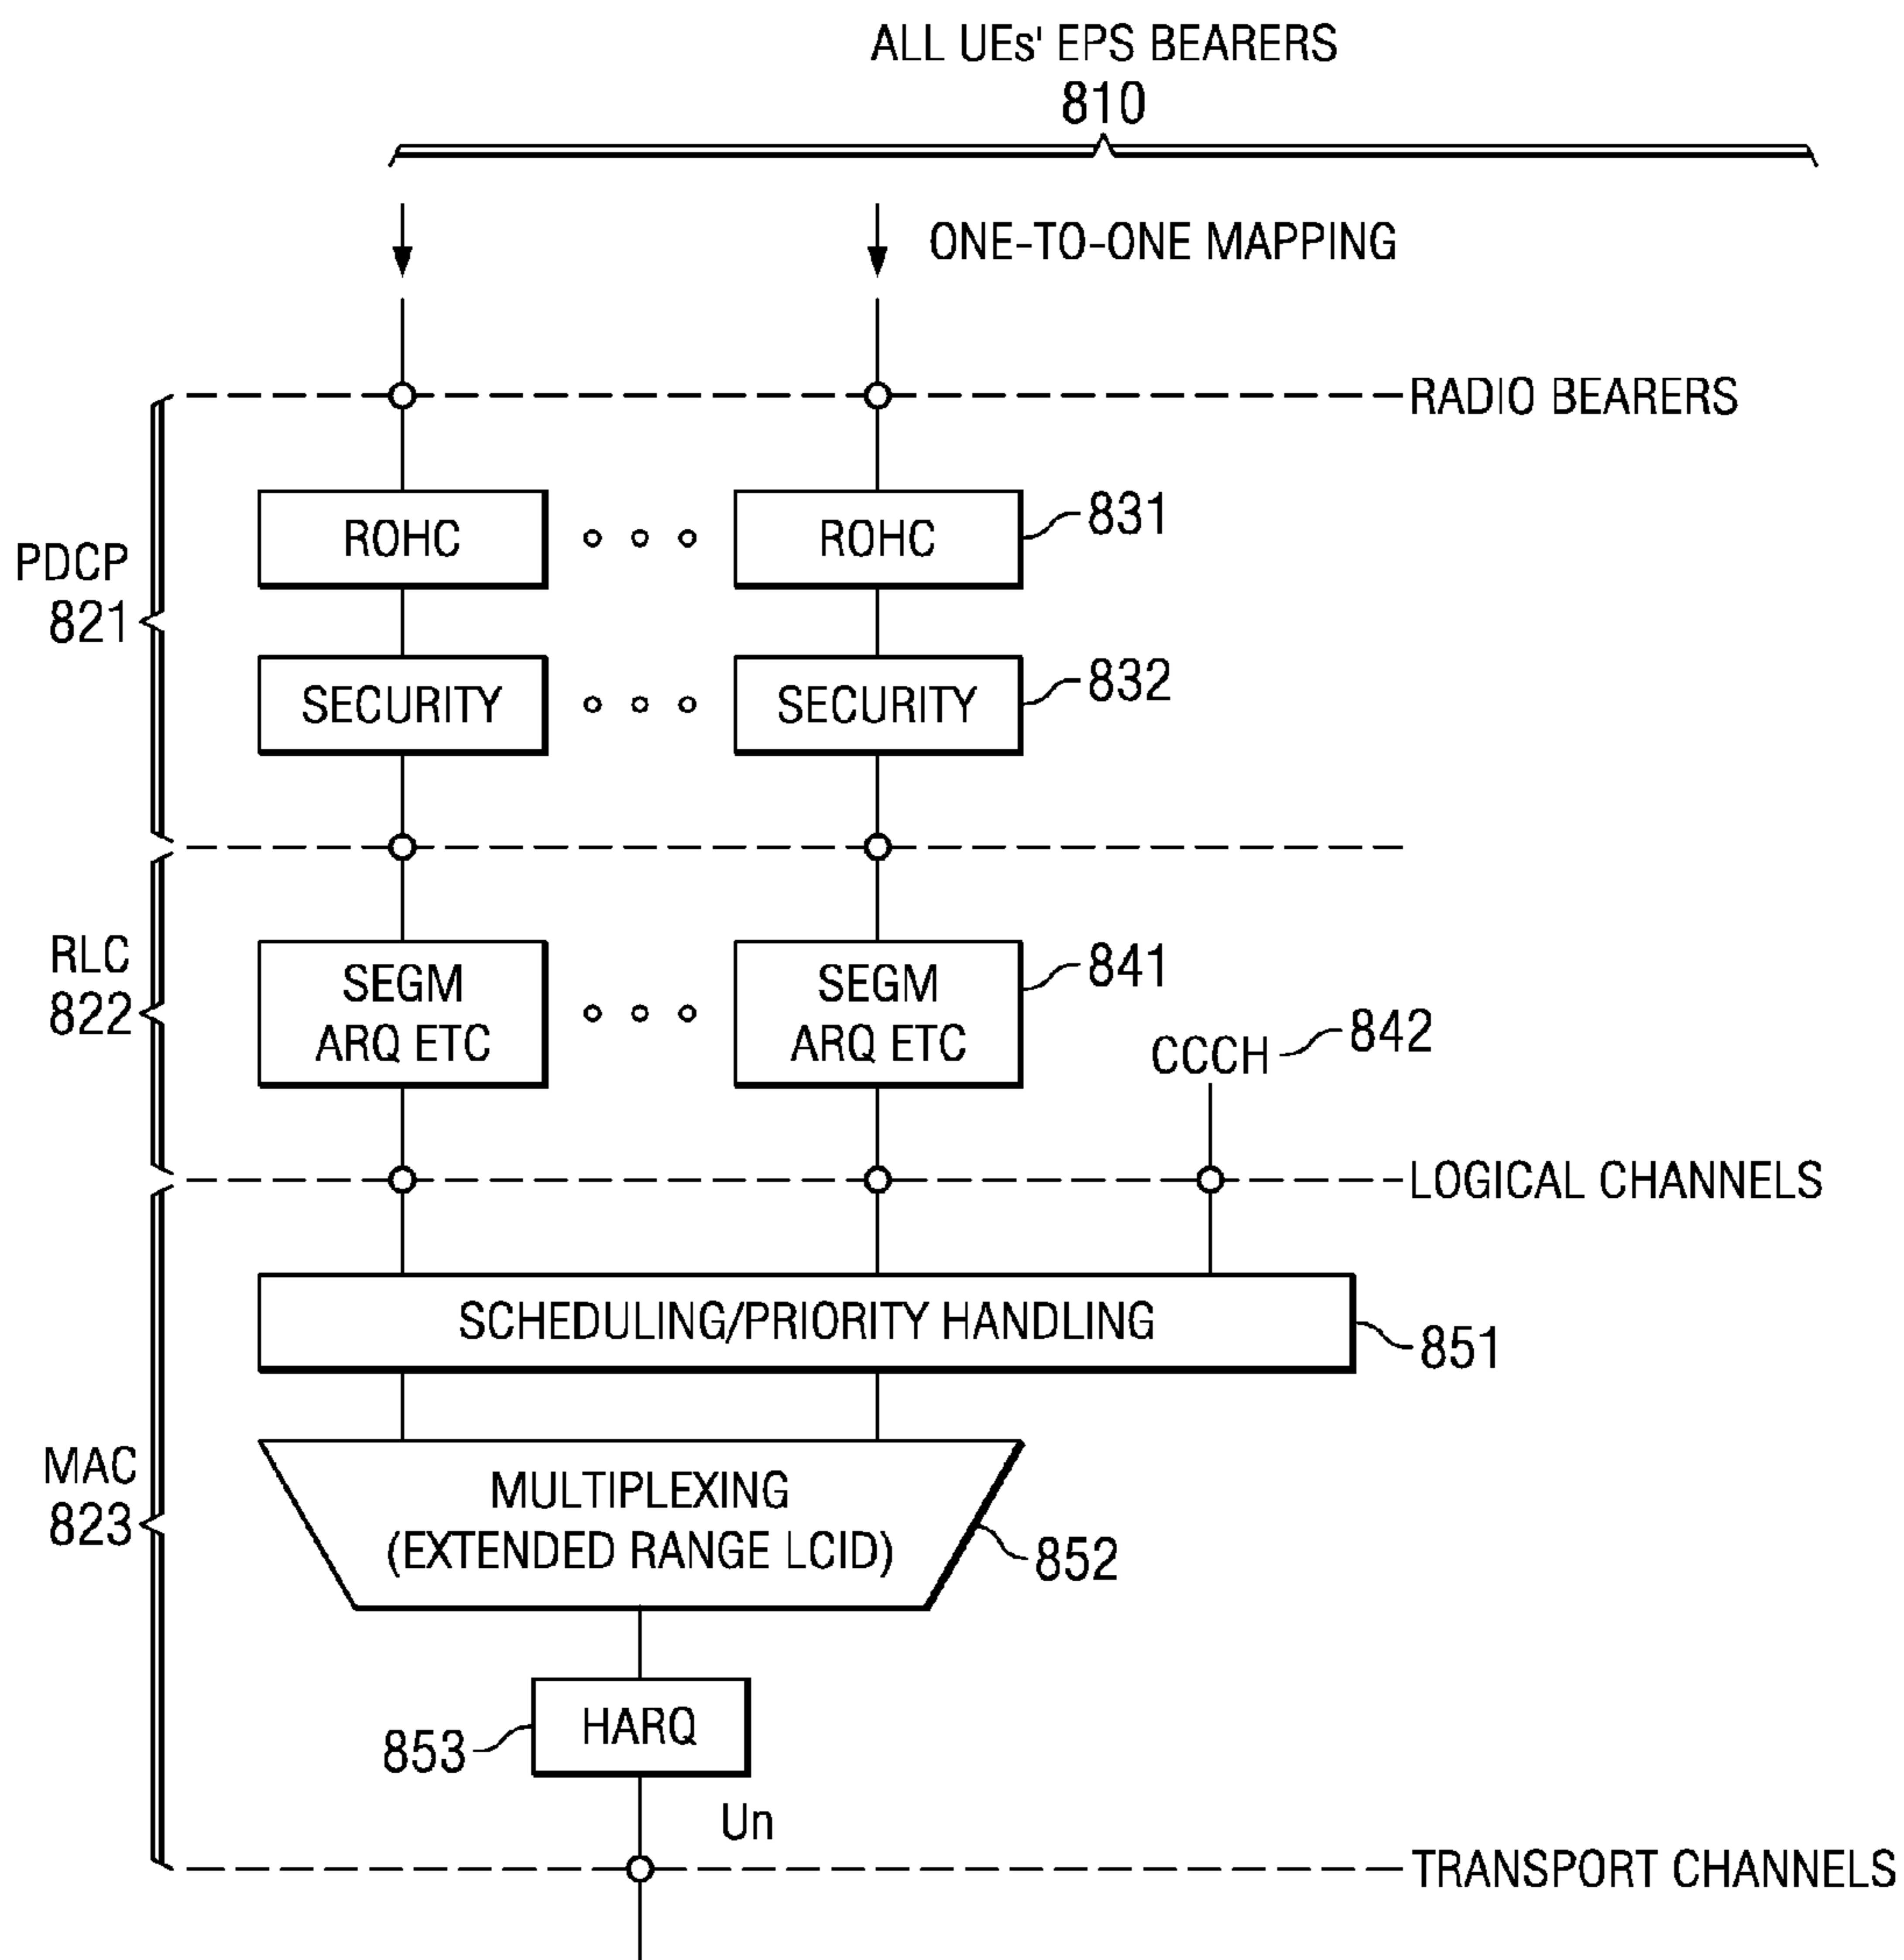 ALL UEs' EPS BEARERS
810
ONE-TO-ONE MAPPING
RADIO BEARERS
PDCP
821
ROHC
ROHC
831
SECURITY
SECURITY
832
RLC
822
SEGM
ARQ ETC
SEGM
ARQ ETC
841
CCCH
842
LOGICAL CHANNELS
MAC
823
SCHEDULING/PRIORITY HANDLING
851
MULTIPLEXING
(EXTENDED RANGE LCID)
852
HARQ
853
Un
TRANSPORT CHANNELS